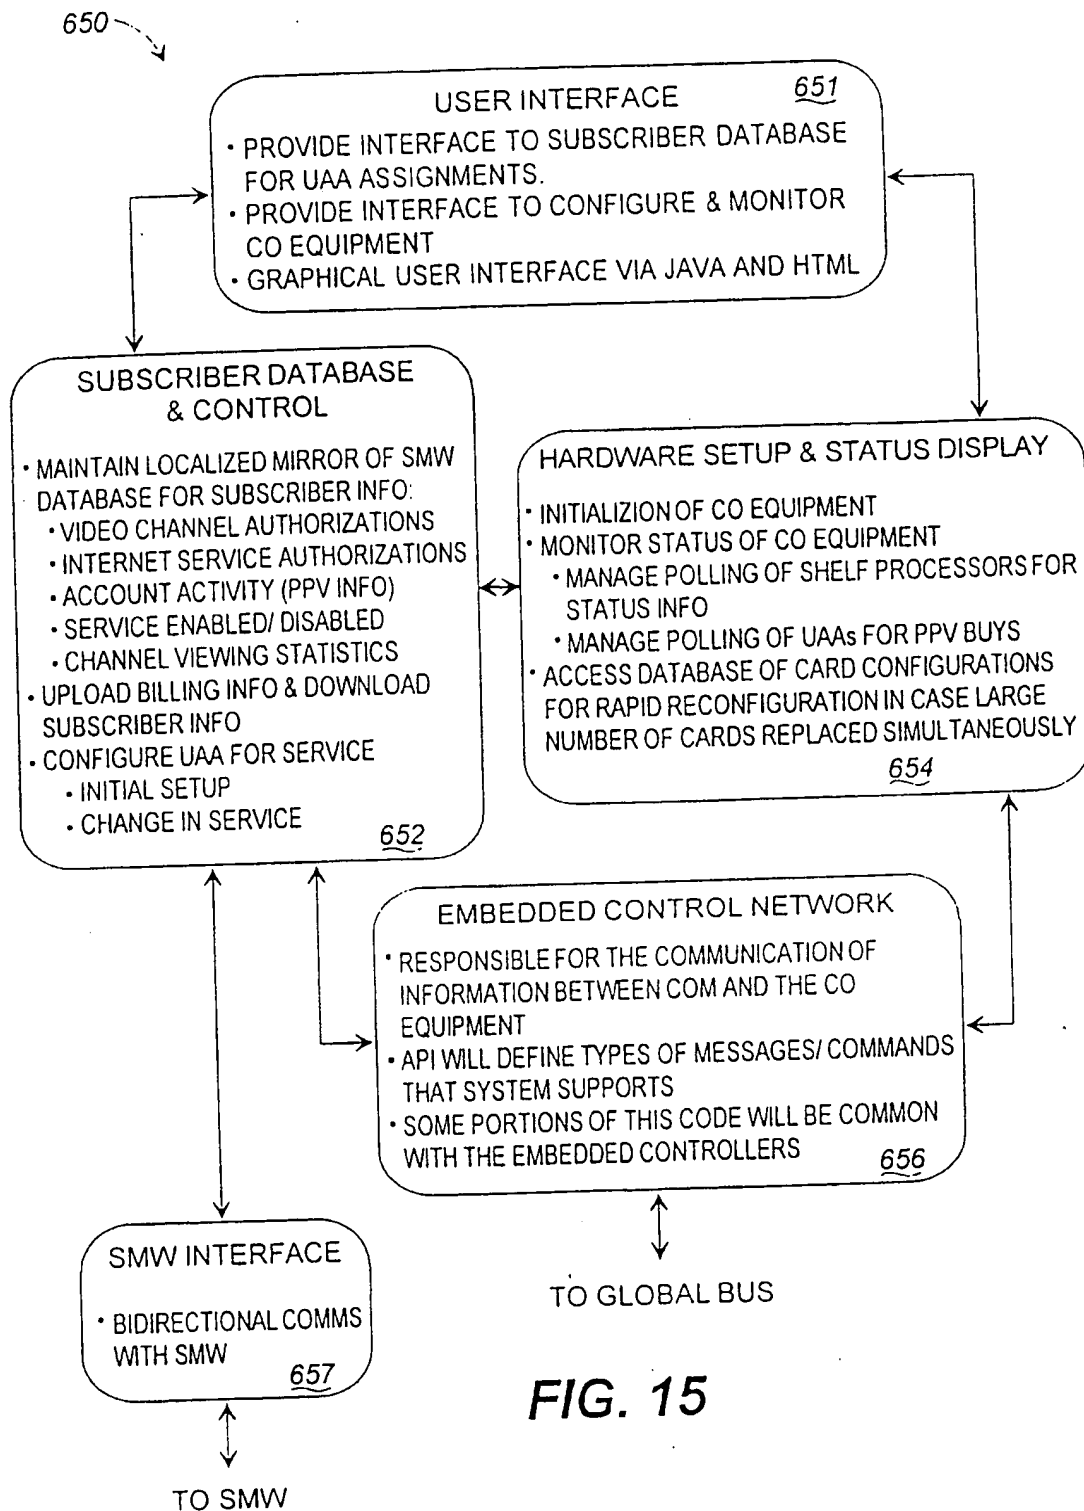 650
USER INTERFACE 651
• PROVIDE INTERFACE TO SUBSCRIBER DATABASE
FOR UAA ASSIGNMENTS.
• PROVIDE INTERFACE TO CONFIGURE & MONITOR
CO EQUIPMENT
• GRAPHICAL USER INTERFACE VIA JAVA AND HTML
SUBSCRIBER DATABASE
& CONTROL
• MAINTAIN LOCALIZED MIRROR OF SMW
DATABASE FOR SUBSCRIBER INFO:
• VIDEO CHANNEL AUTHORIZATIONS
• INTERNET SERVICE AUTHORIZATIONS
• ACCOUNT ACTIVITY (PPV INFO)
• SERVICE ENABLED/ DISABLED
• CHANNEL VIEWING STATISTICS
• UPLOAD BILLING INFO & DOWNLOAD
SUBSCRIBER INFO
• CONFIGURE UAA FOR SERVICE
• INITIAL SETUP
• CHANGE IN SERVICE
652
HARDWARE SETUP & STATUS DISPLAY
• INITIALIZION OF CO EQUIPMENT
• MONITOR STATUS OF CO EQUIPMENT
• MANAGE POLLING OF SHELF PROCESSORS FOR
STATUS INFO
• MANAGE POLLING OF UAAs FOR PPV BUYS
• ACCESS DATABASE OF CARD CONFIGURATIONS
FOR RAPID RECONFIGURATION IN CASE LARGE
NUMBER OF CARDS REPLACED SIMULTANEOUSLY
654
EMBEDDED CONTROL NETWORK
• RESPONSIBLE FOR THE COMMUNICATION OF
INFORMATION BETWEEN COM AND THE CO
EQUIPMENT
• API WILL DEFINE TYPES OF MESSAGES/ COMMANDS
THAT SYSTEM SUPPORTS
• SOME PORTIONS OF THIS CODE WILL BE COMMON
WITH THE EMBEDDED CONTROLLERS
656
SMW INTERFACE
• BIDIRECTIONAL COMMS
WITH SMW
657
TO GLOBAL BUS
TO SMW
FIG. 15